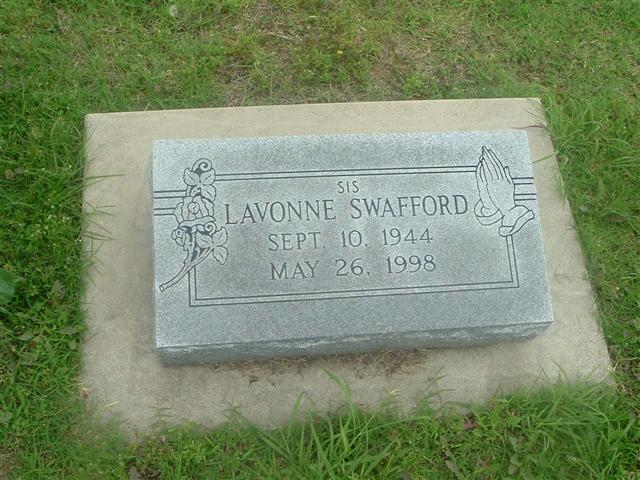 SIS
LAVONNE SWAFFORD
SEPT. 10, 1944
MAY 26, 1998